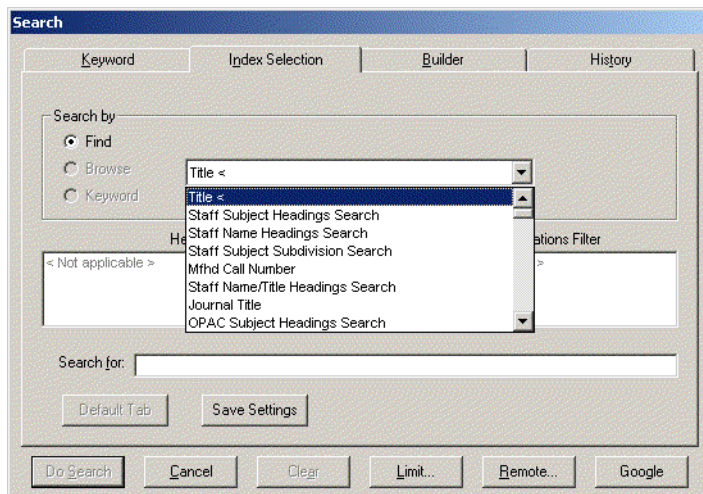 Search
Keyword Index Selection Builder History
Search by
Find
Browse Title <
Keyword
Title <
Staff Subject Headings Search
Staff Name Headings Search
Staff Subject Subdivision Search
Mfhd Call Number
Staff Name/Title Headings Search
Journal Title
OPAC Subject Headings Search
He ations Filter
< Not applicable > >
Search for:
Default Tab Save Settings
Do Search Cancel Clear Limit... Remote... Google